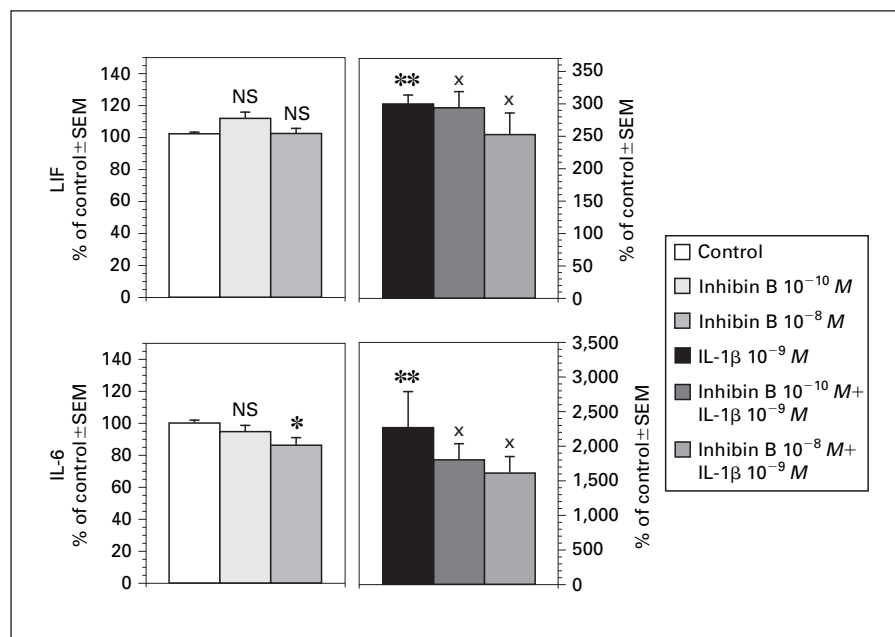 140
120
100
80
60
40
20
0
LIF
% of control±SEM
NS
NS
**
x
x
350
300
250
200
150
100
50
0
% of control±SEM
140
120
100
80
60
40
20
0
IL-6
% of control±SEM
NS
*
**
x
x
3,500
3,000
2,500
2,000
1,500
1,000
5,000
0
% of control±SEM
Control
Inhibin B 10⁻¹⁰ M
Inhibin B 10⁻⁸ M
IL-1β 10⁻⁹ M
Inhibin B 10⁻¹⁰ M+
IL-1β 10⁻⁹ M
Inhibin B 10⁻⁸ M+
IL-1β 10⁻⁹ M